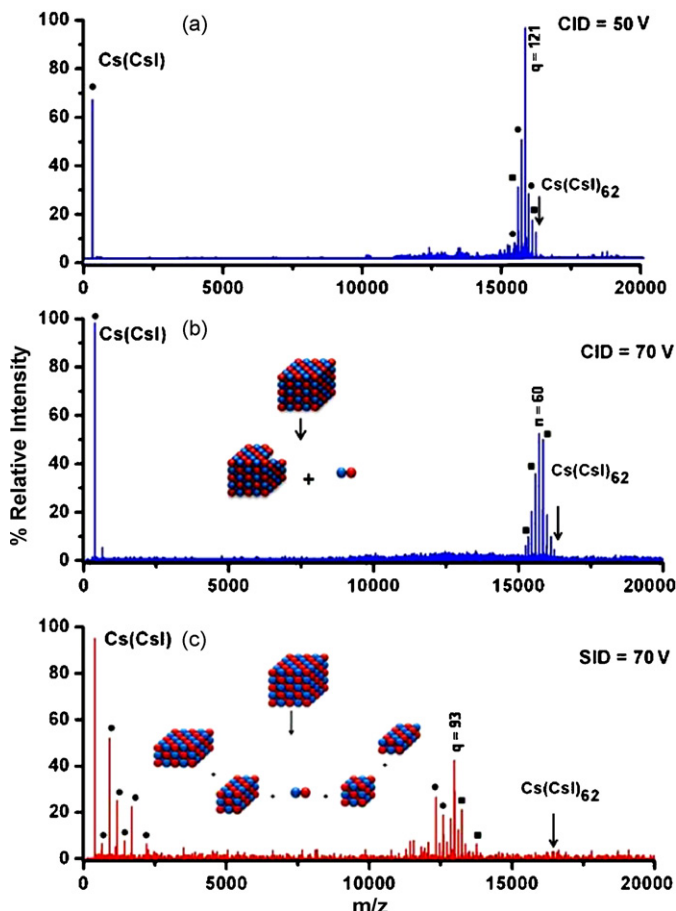 (a)
CID = 50 V
Cs(CsI)
q = 121
Cs(CsI)62
100
80
60
40
20
0
0 5000 10000 15000 20000
(b)
CID = 70 V
Cs(CsI)
n = 60
Cs(CsI)62
+
100
80
60
40
20
0
0 5000 10000 15000 20000
% Relative Intensity
Cs(CsI) (c)
SID = 70 V
q = 93
Cs(CsI)62
100
80
60
40
20
0
0 5000 10000 15000 20000
m/z